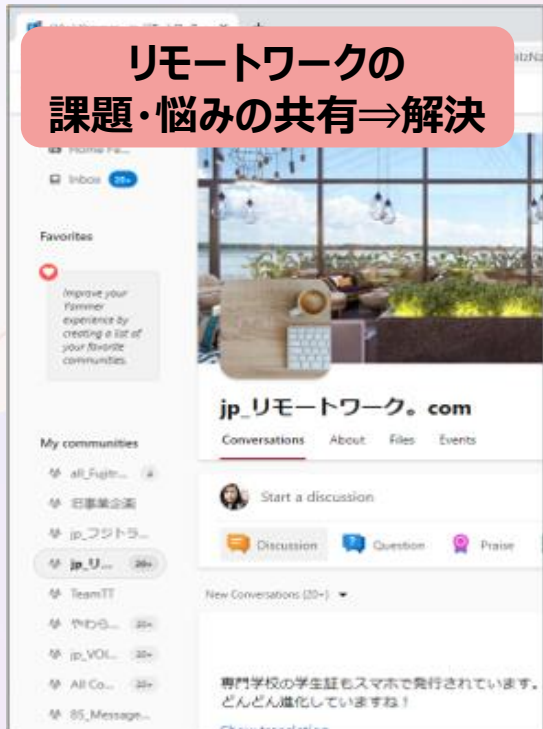 リモートワークの
課題・悩みの共有⇒解決
Inbox 20+
Favorites
Improve your
Yammer
experience by
creating a list of
your favorite
communities.
My communities
all_Fujitr...
旧事業企画
jp_フジトラ...
jp_リ... 20+
TeamTT
やわら... 20+
jp_VOI... 20+
All Co... 20+
85_Message...
jp_リモートワーク。com
Conversations About Files Events
Start a discussion
Discussion Question Praise
New Conversations (20+)
専門学校の学生証もスマホで発行されています。
どんどん進化していますね！